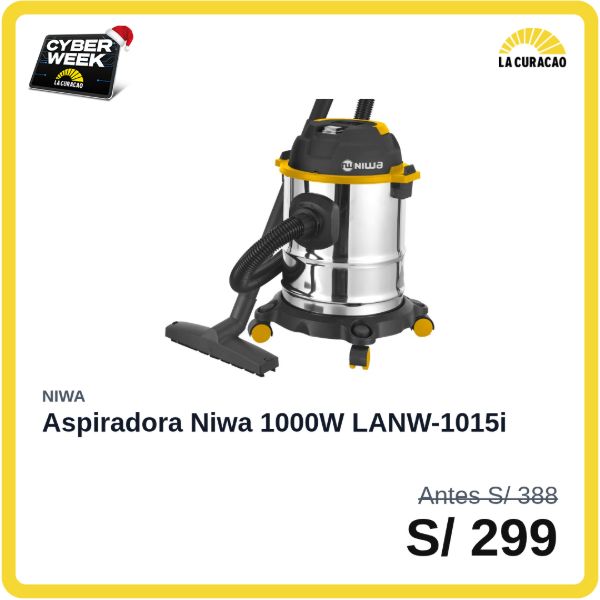 CYBER
WEEK
LA CURACAO
LA CURACAO
NIWA
NIWA
Aspiradora Niwa 1000W LANW-1015i
Antes S/ 388
S/ 299